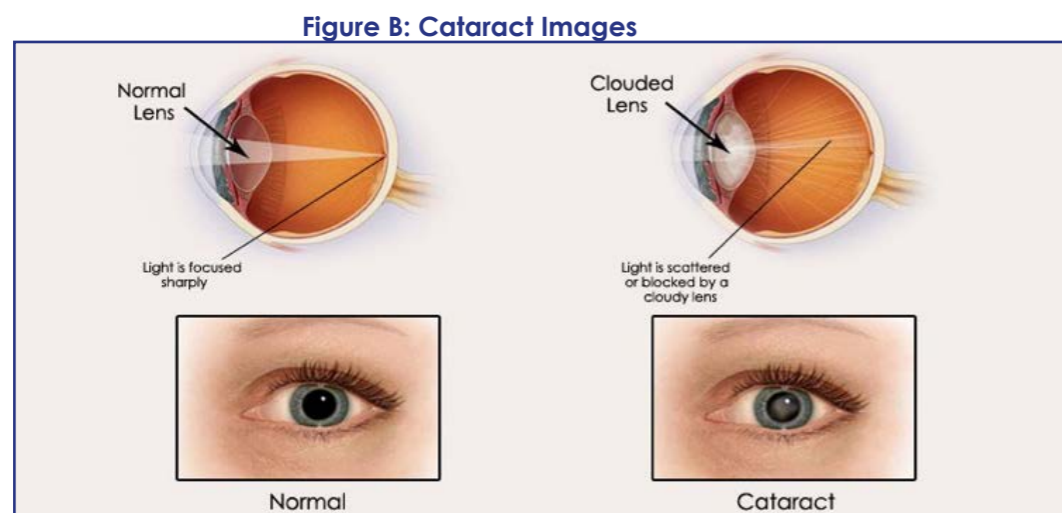 Figure B: Cataract Images
Normal
Lens
Light is focused
sharply
Normal
Clouded
Lens
Light is scattered
or blocked by a
cloudy lens
Cataract